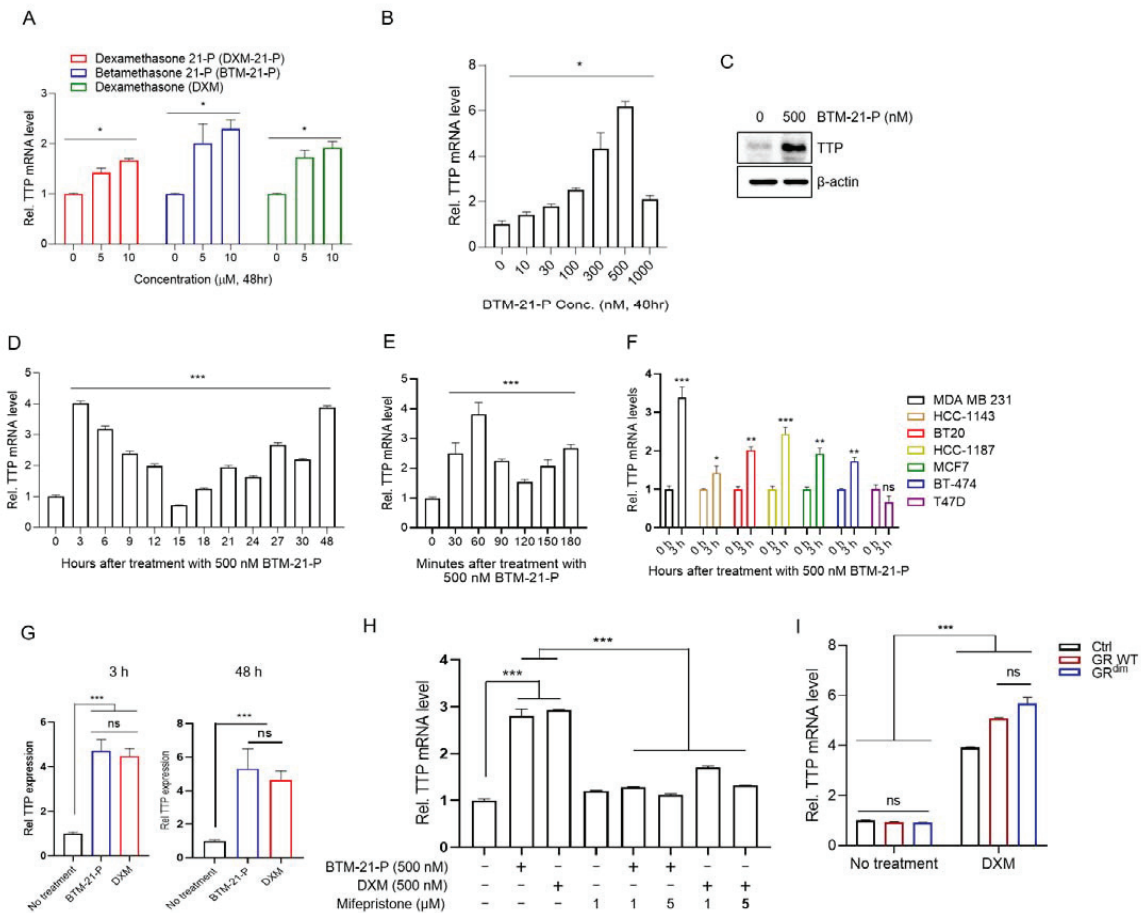 A
Dexamethasone 21-P (DXM-21-P)
Betamethasone 21-P (BTM-21-P)
Dexamethasone (DXM)
Rel. TTP mRNA level
3
2
1
0
*
*
*
0 5 10 0 5 10 0 5 10
Concentration (µM, 48hr)
B
Rel. TTP mRNA level
8
6
4
2
0
*
0 10 30 100 300 500 1000
DTM-21-P Conc. (nM, 40hr)
C
0 500 BTM-21-P (nM)
TTP
β-actin
D
Rel. TTP mRNA level
5
4
3
2
1
0
***
0 3 6 9 12 15 18 21 24 27 30 48
Hours after treatment with 500 nM BTM-21-P
E
Rel. TTP mRNA level
5
4
3
2
1
0
***
0 30 60 90 120 150 180
Minutes after treatment with
500 nM BTM-21-P
F
Rel. TTP mRNA levels
4
3
2
1
0
***
*
**
***
**
**
ns
0 h 3 h 0 h 3 h 0 h 3 h 0 h 3 h 0 h 3 h 0 h 3 h 0 h 3 h
Hours after treatment with 500 nM BTM-21-P
MDA MB 231
HCC-1143
BT20
HCC-1187
MCF7
BT-474
T47D
G
3 h
Rel TTP expression
8
6
4
2
0
***
ns
No treatment
BTM-21-P
DXM
48 h
Rel TTP expression
8
6
4
2
0
***
ns
No treatment
BTM-21-P
DXM
H
Rel. TTP mRNA level
4
3
2
1
0
***
***
BTM-21-P (500 nM) − + − − + + − −
DXM (500 nM) − − + − − − + +
Mifepristone (µM) − − − 1 1 5 1 5
I
Rel. TTP mRNA level
8
6
4
2
0
***
ns
ns
No treatment DXM
Ctrl
GR WT
GRdim